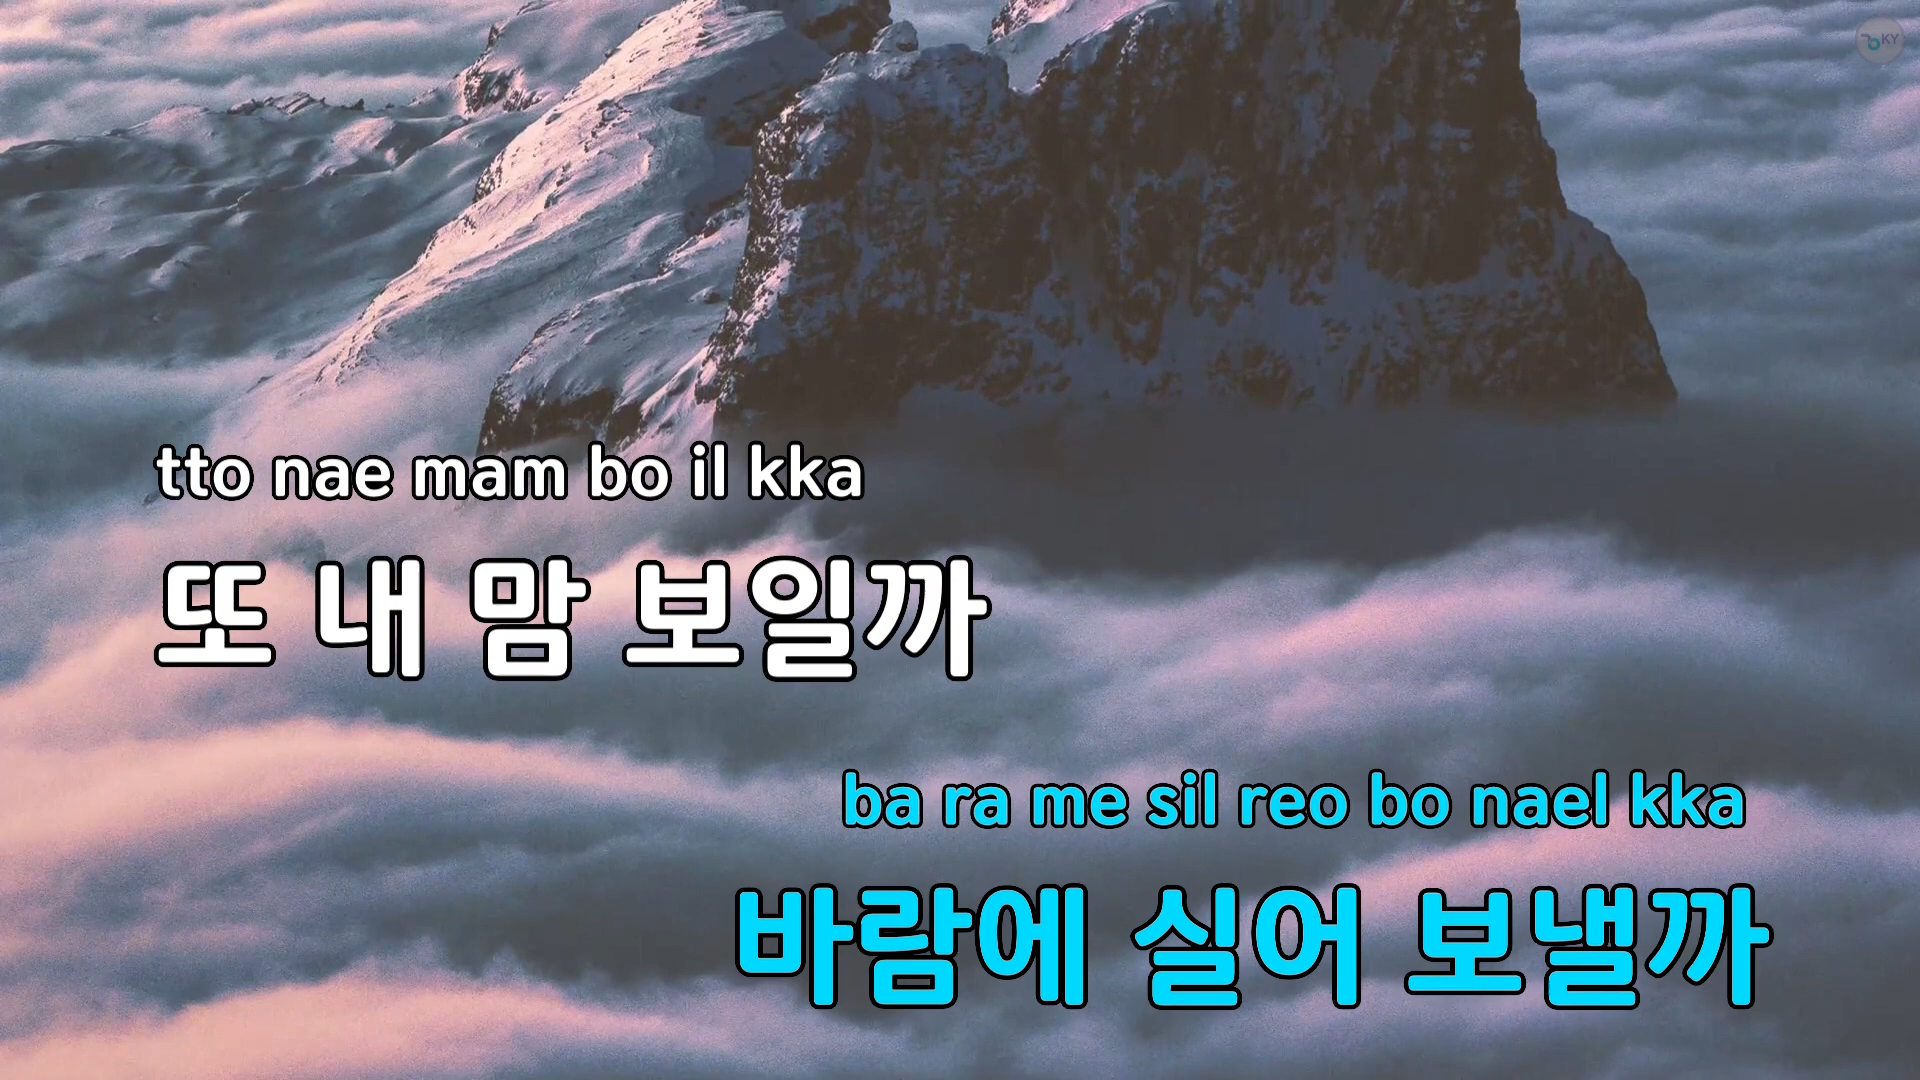 KY
tto nae mam bo il kka
또 내 맘 보일까
ba ra me sil reo bo nael kka
바람에 실어 보낼까